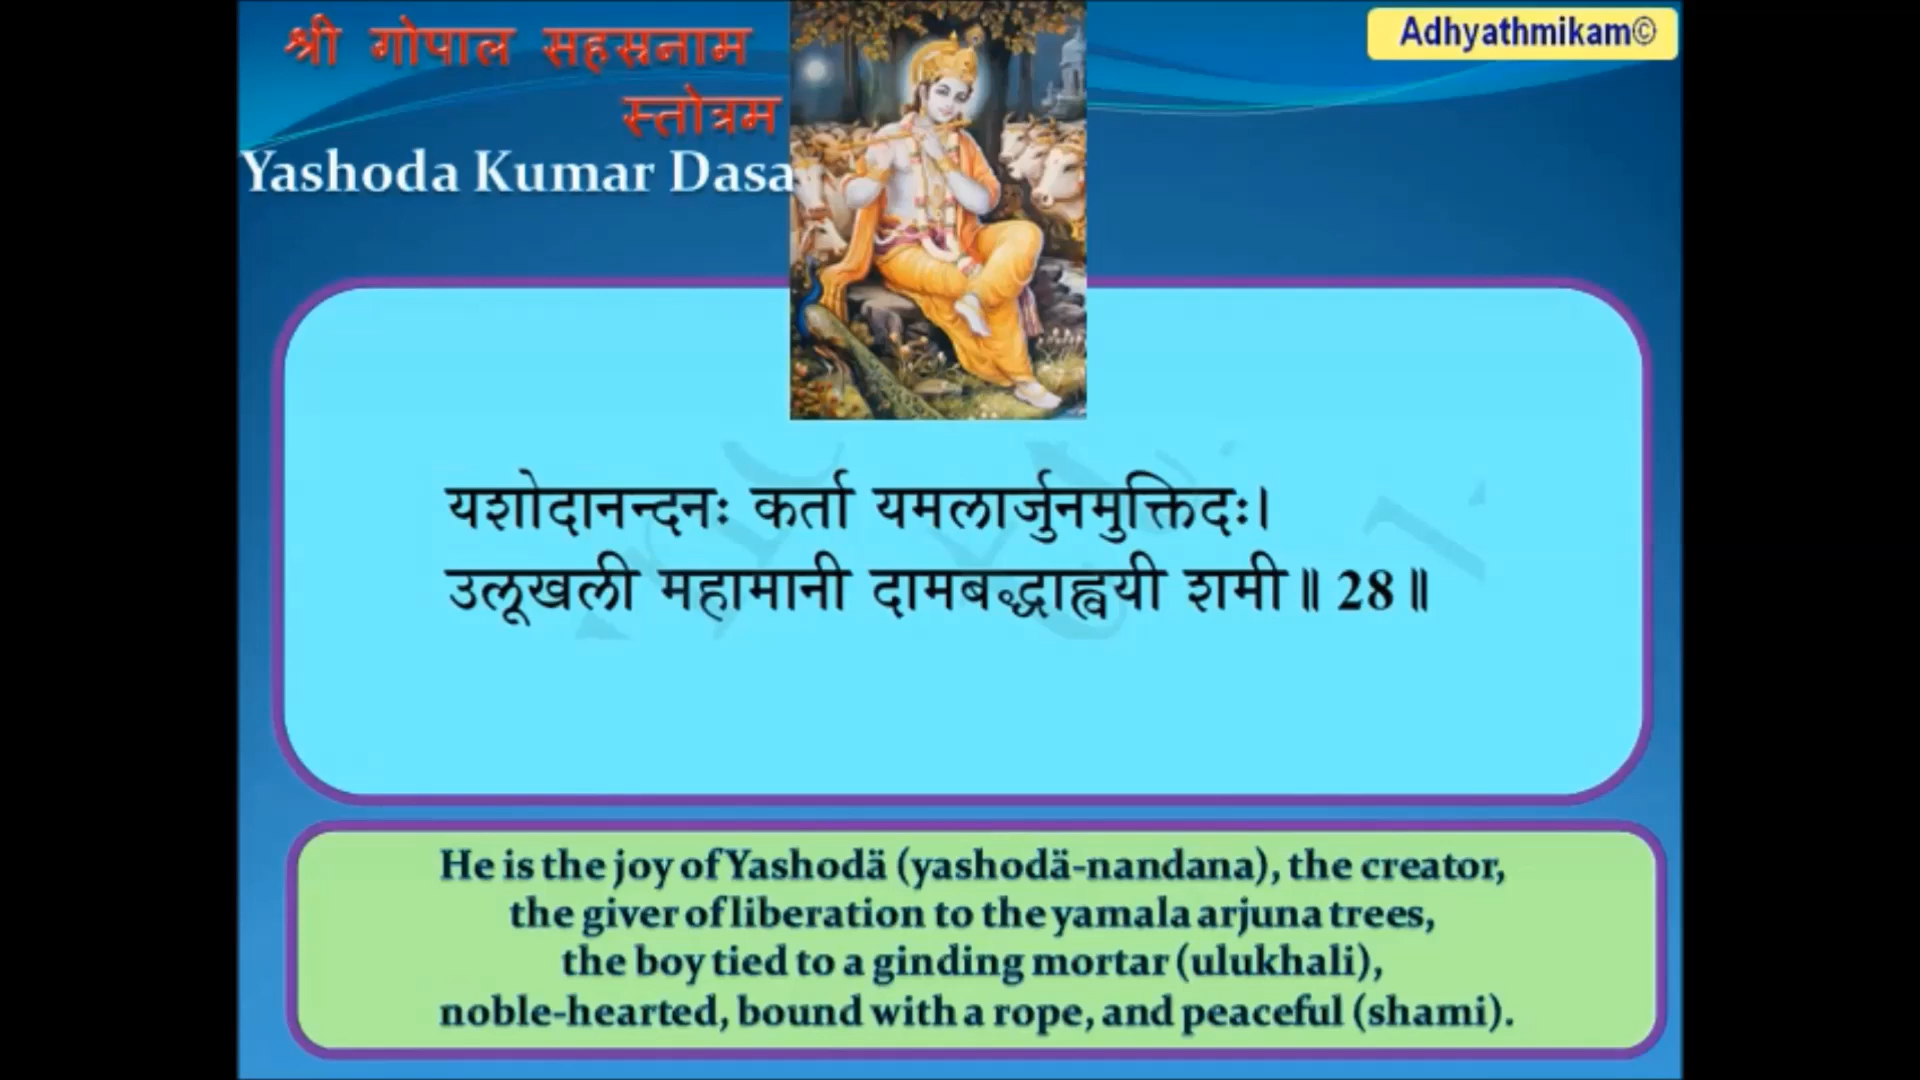 श्री गोपाल सहस्रनाम
स्तोत्रम
Yashoda Kumar Dasa
Adhyathmikam©
यशोदानन्दनः कर्ता यमलार्जुनमुक्तिदः।
उलूखली महामानी दामबद्धाह्वयी शमी॥ 28॥
He is the joy of Yashodä (yashodä-nandana), the creator,
the giver of liberation to the yamala arjuna trees,
the boy tied to a ginding mortar (ulukhali),
noble-hearted, bound with a rope, and peaceful (shami).